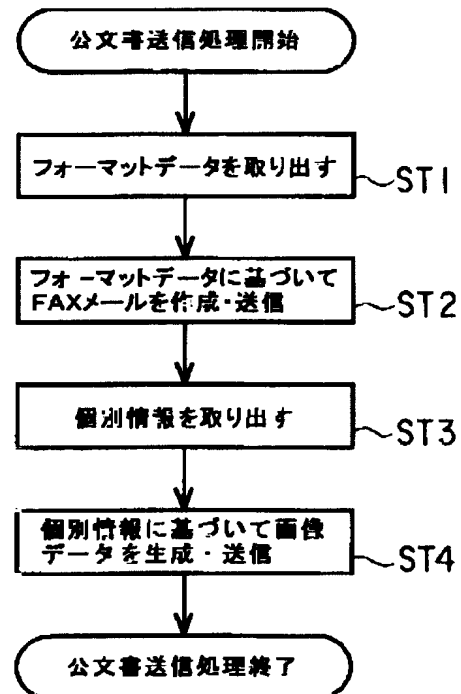 公文書送信処理開始
フォーマットデータを取り出す
ST1
フォーマットデータに基づいて
FAXメールを作成・送信
ST2
個別情報を取り出す
ST3
個別情報に基づいて画像
データを生成・送信
ST4
公文書送信処理終了